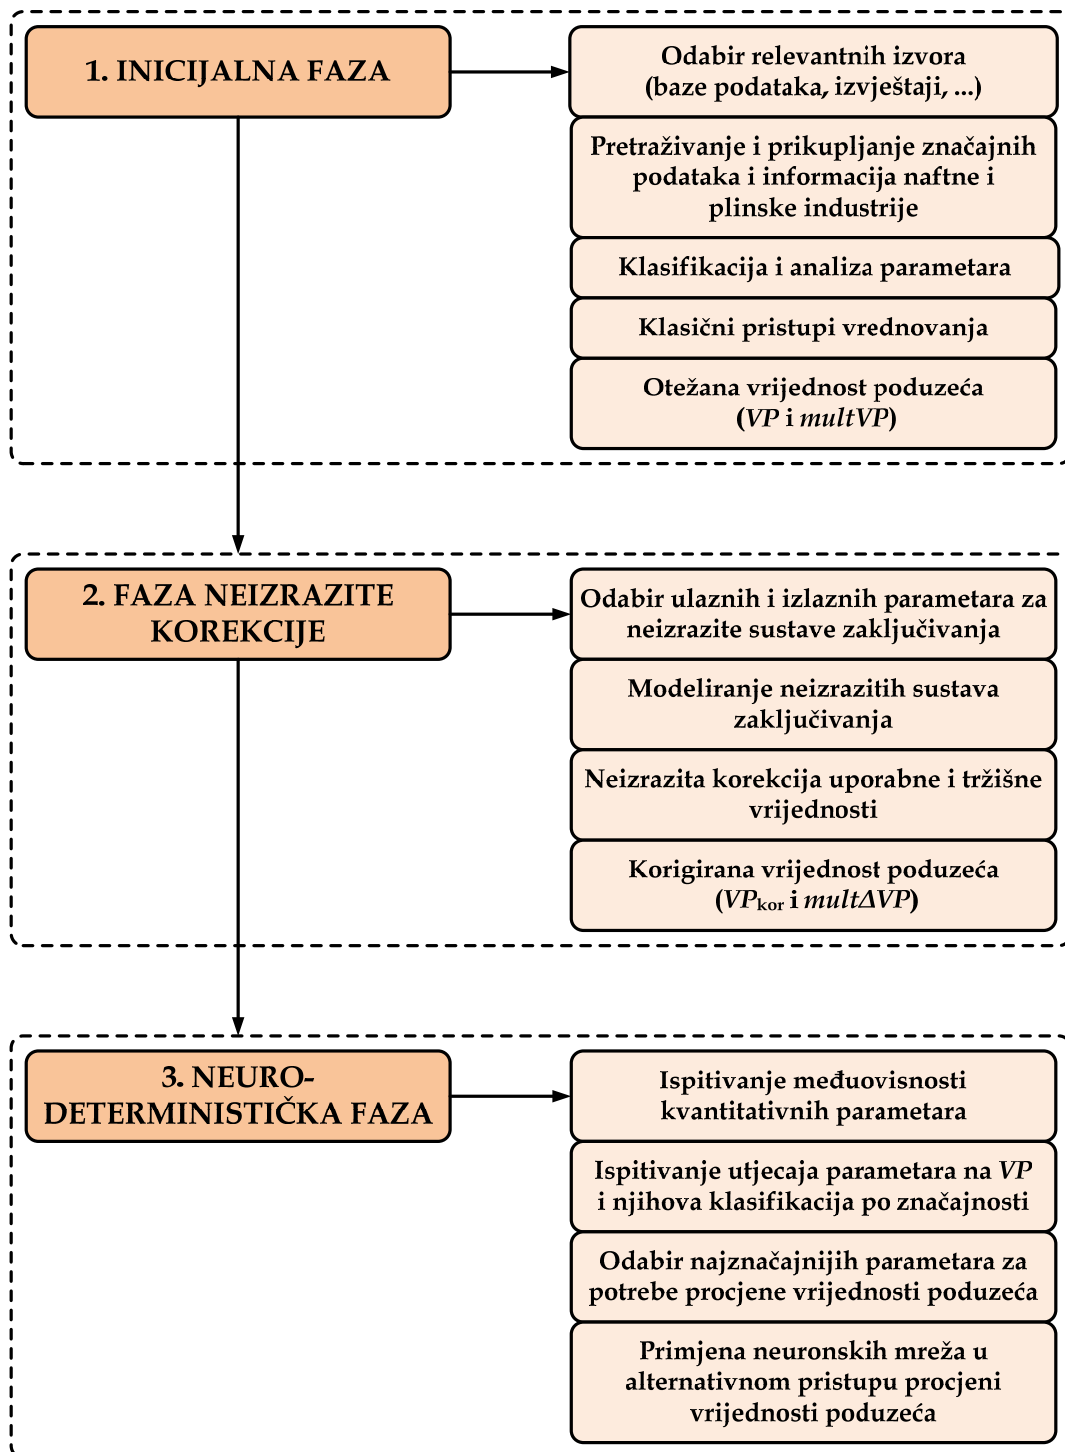 1. INICIJALNA FAZA
Odabir relevantnih izvora
(baze podataka, izvještaji, ...)
Pretraživanje i prikupljanje značajnih
podataka i informacija naftne i
plinske industrije
Klasifikacija i analiza parametara
Klasični pristupi vrednovanja
Otežana vrijednost poduzeća
(VP i multVP)
2. FAZA NEIZRAZITE
KOREKCIJE
Odabir ulaznih i izlaznih parametara za
neizrazite sustave zaključivanja
Modeliranje neizrazitih sustava
zaključivanja
Neizrazita korekcija uporabne i tržišne
vrijednosti
Korigirana vrijednost poduzeća
(VPkor i multΔVP)
3. NEURO-
DETERMINISTIČKA FAZA
Ispitivanje međuovisnosti
kvantitativnih parametara
Ispitivanje utjecaja parametara na VP
i njihova klasifikacija po značajnosti
Odabir najznačajnijih parametara za
potrebe procjene vrijednosti poduzeća
Primjena neuronskih mreža u
alternativnom pristupu procjeni
vrijednosti poduzeća